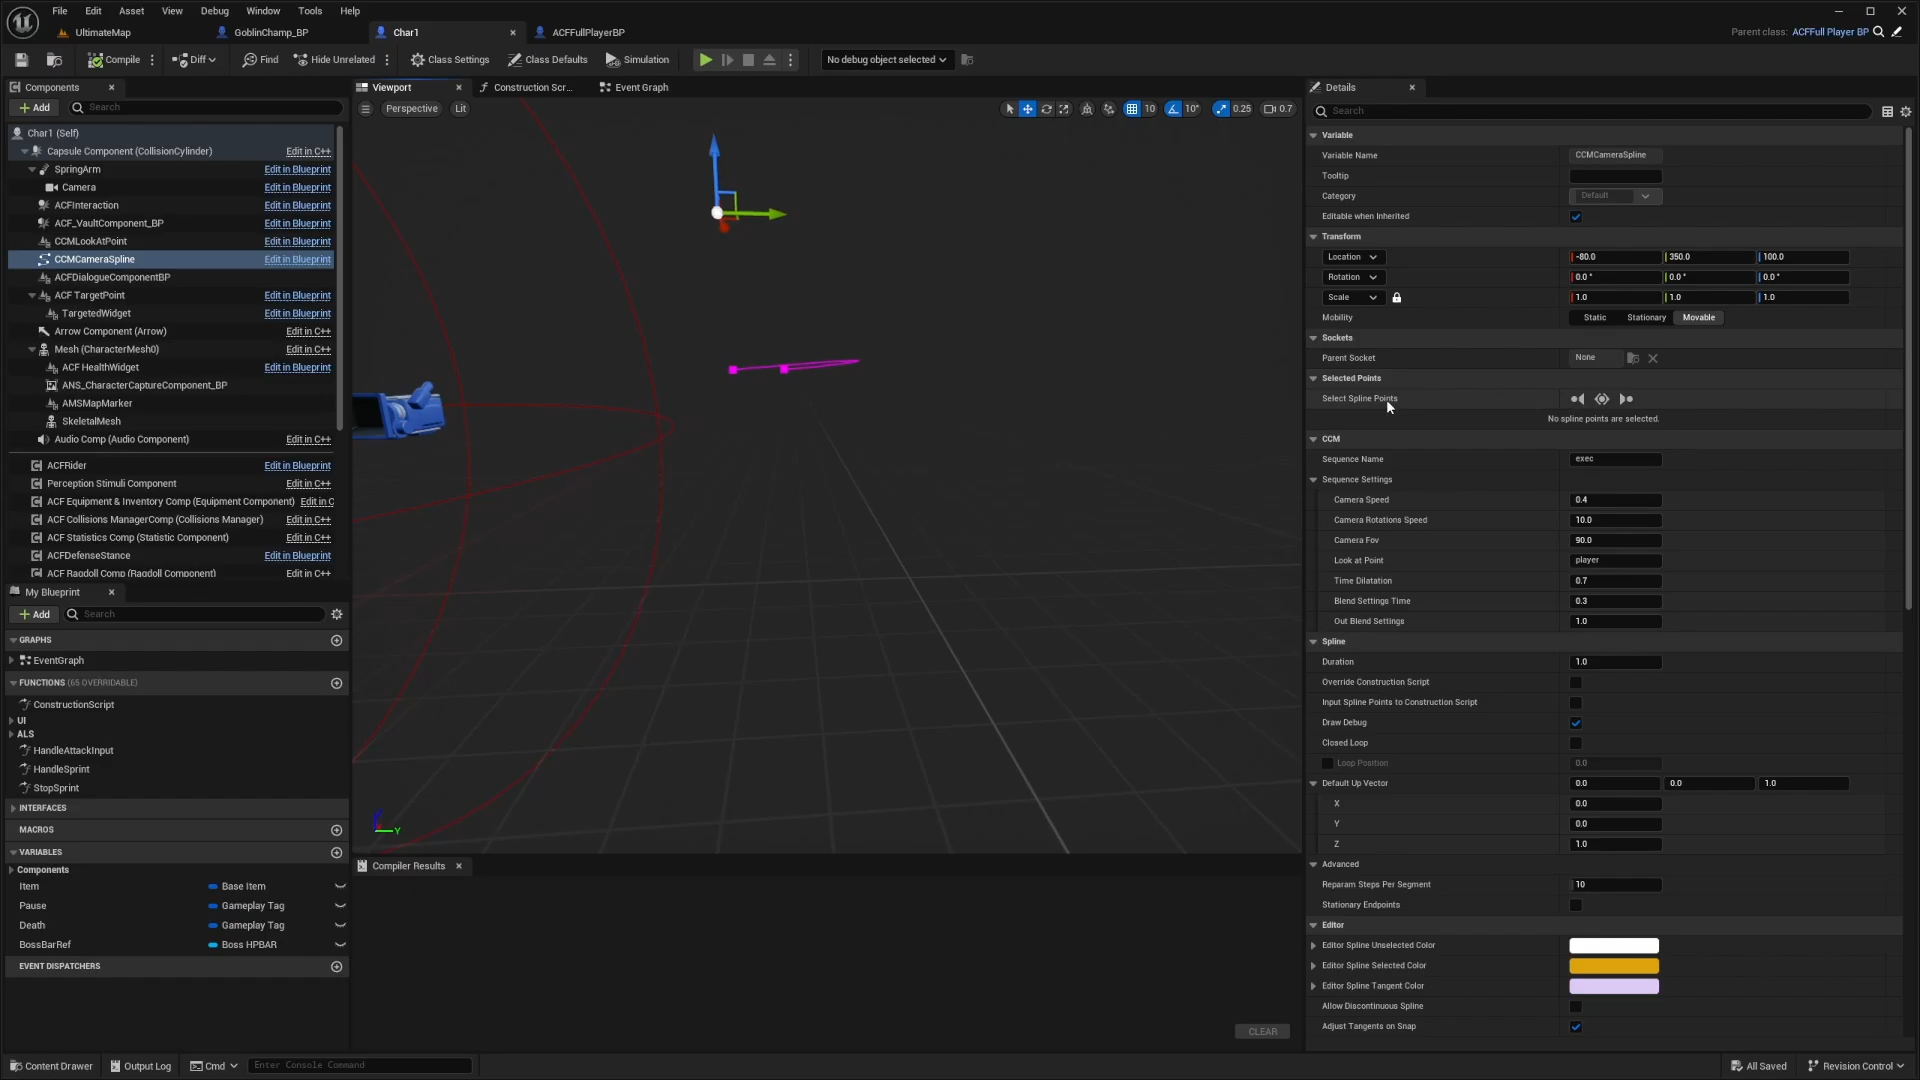 File Edit Asset View Debug Window Tools Help
UltimateMap GoblinChamp_BP Char1 ACFFullPlayerBP Parent class: ACFFull Player BP
Compile Diff Find Hide Unrelated Class Settings Class Defaults Simulation No debug object selected
Components
Add Search
Char1 (Self)
Capsule Component (CollisionCylinder) Edit in C++
SpringArm Edit in Blueprint
Camera Edit in Blueprint
ACFInteraction Edit in Blueprint
ACF_VaultComponent_BP Edit in Blueprint
CCMLookAtPoint Edit in Blueprint
CCMCameraSpline Edit in Blueprint
ACFDialogueComponentBP Edit in Blueprint
ACF TargetPoint Edit in Blueprint
TargetedWidget Edit in Blueprint
Arrow Component (Arrow) Edit in C++
Mesh (CharacterMesh0) Edit in C++
ACF HealthWidget Edit in Blueprint
ANS_CharacterCaptureComponent_BP
AMSMapMarker
SkeletalMesh
Audio Comp (Audio Component) Edit in C++
ACFRider Edit in Blueprint
Perception Stimuli Component Edit in C++
ACF Equipment & Inventory Comp (Equipment Component) Edit in C
ACF Collisions ManagerComp (Collisions Manager) Edit in C++
ACF Statistics Comp (Statistic Component) Edit in C++
ACFDefenseStance Edit in Blueprint
ACF Ragdoll Comp (Ragdoll Component) Edit in C++
My Blueprint
Add Search
GRAPHS
EventGraph
FUNCTIONS (65 OVERRIDABLE)
ConstructionScript
UI
ALS
HandleAttackInput
HandleSprint
StopSprint
INTERFACES
MACROS
VARIABLES
Components
Item Base Item
Pause Gameplay Tag
Death Gameplay Tag
BossBarRef Boss HPBAR
EVENT DISPATCHERS
Viewport Construction Scr... Event Graph
Perspective Lit 10 10° 0.25 0.7
Y
Compiler Results
CLEAR
Details
Search
Variable
Variable Name CCMCameraSpline
Tooltip
Category Default
Editable when Inherited
Transform
Location -80.0 350.0 100.0
Rotation 0.0 ° 0.0 ° 0.0 °
Scale 1.0 1.0 1.0
Mobility Static Stationary Movable
Sockets
Parent Socket None
Selected Points
Select Spline Points
No spline points are selected.
CCM
Sequence Name exec
Sequence Settings
Camera Speed 0.4
Camera Rotations Speed 10.0
Camera Fov 90.0
Look at Point player
Time Dilatation 0.7
Blend Settings Time 0.3
Out Blend Settings 1.0
Spline
Duration 1.0
Override Construction Script
Input Spline Points to Construction Script
Draw Debug
Closed Loop
Loop Position 0.0
Default Up Vector 0.0 0.0 1.0
X 0.0
Y 0.0
Z 1.0
Advanced
Reparam Steps Per Segment 10
Stationary Endpoints
Editor
Editor Spline Unselected Color
Editor Spline Selected Color
Editor Spline Tangent Color
Allow Discontinuous Spline
Adjust Tangents on Snap
Content Drawer Output Log Cmd Enter Console Command All Saved Revision Control